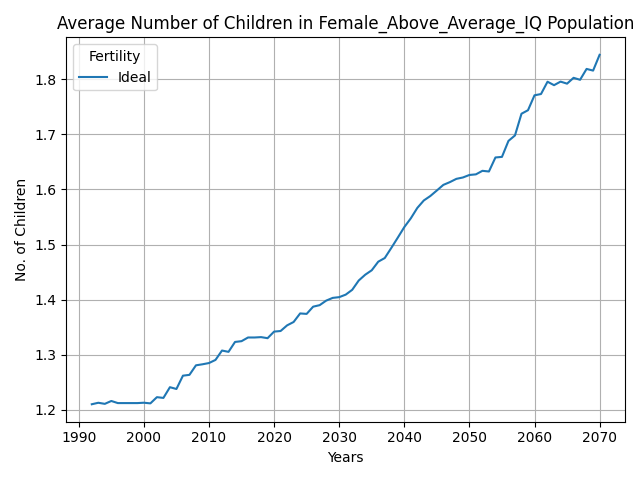 Average Number of Children in Female_Above_Average_IQ Population
Fertility
Ideal
No. of Children
1.8
1.7
1.6
1.5
1.4
1.3
1.2
1990 2000 2010 2020 2030 2040 2050 2060 2070
Years